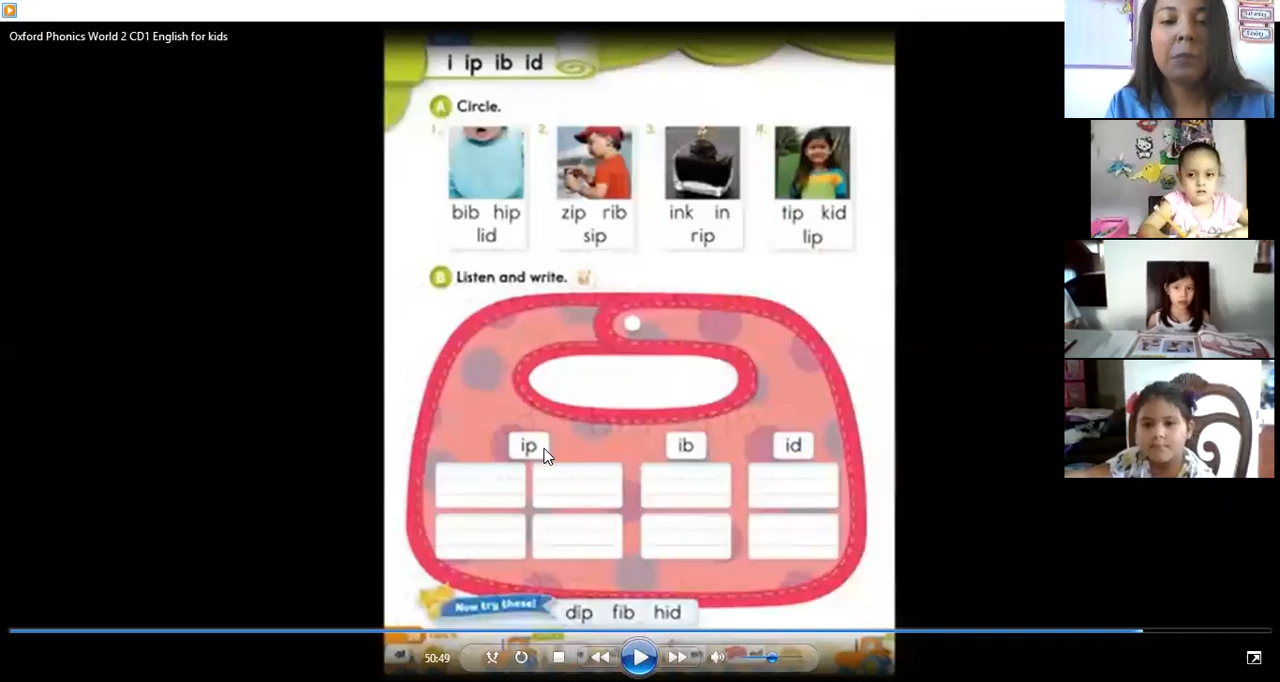 Oxford Phonics World 2 CD1 English for kids
i ip ib id
A Circle.
1. 2. 3. 4.
bib hip zip rib ink in tip kid
lid sip rip lip
B Listen and write.
ip ib id
Now try these! dip fib hid
50:49
Saturday
Sunday